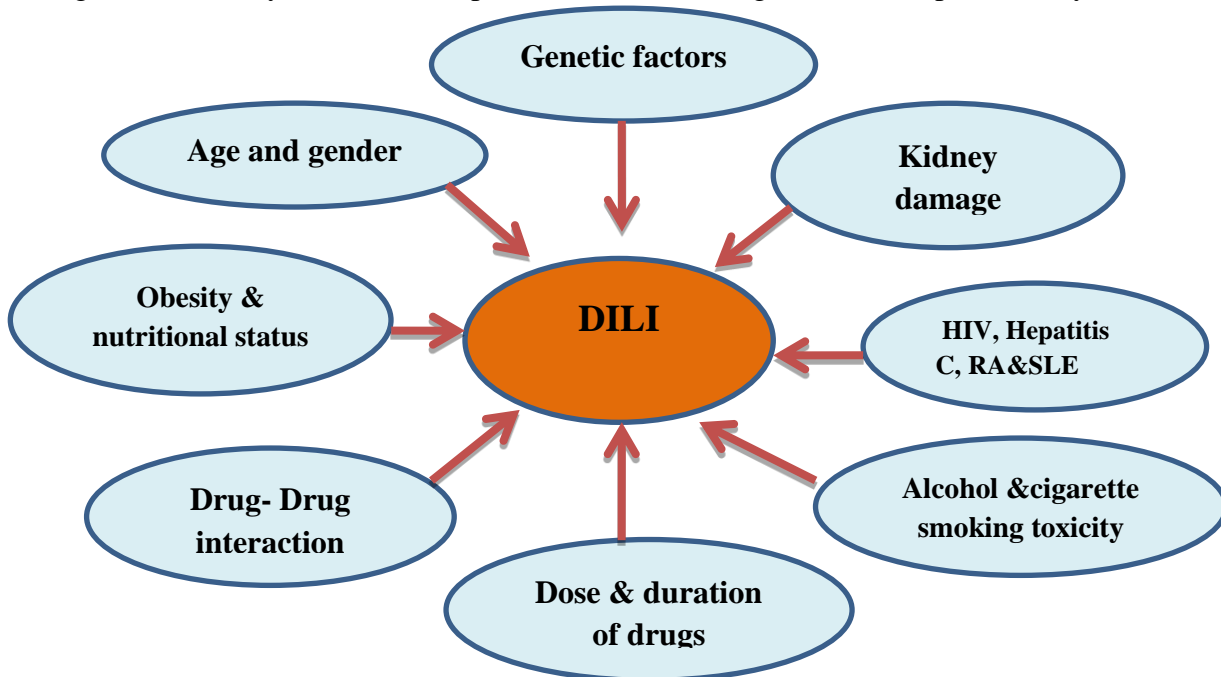 Genetic factors
Age and gender
Kidney
damage
Obesity &
nutritional status
DILI
HIV, Hepatitis
C, RA&SLE
Drug- Drug
interaction
Alcohol &cigarette
smoking toxicity
Dose & duration
of drugs